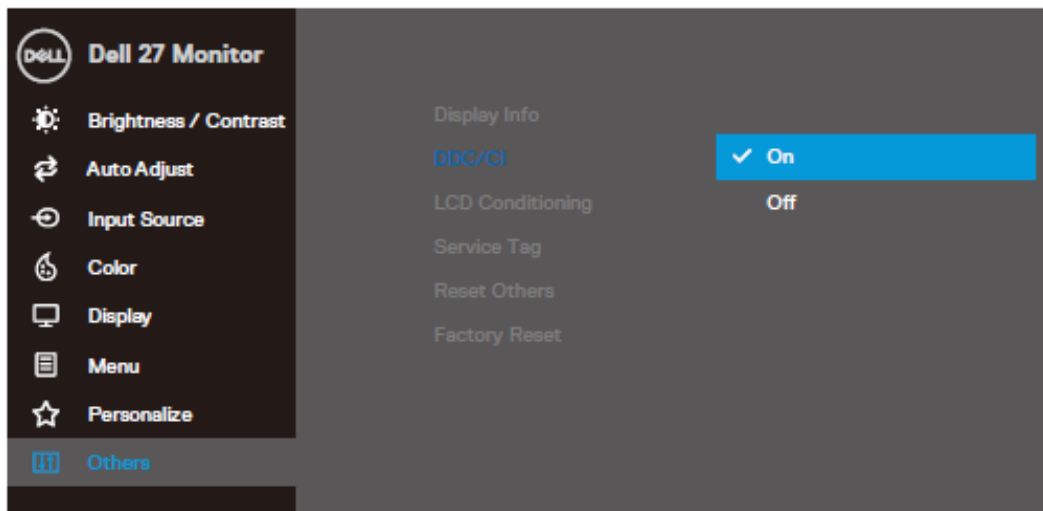 DELL Dell 27 Monitor
Brightness / Contrast
Auto Adjust
Input Source
Color
Display
Menu
Personalize
Others
Display Info
DDC/CI
LCD Conditioning
Service Tag
Reset Others
Factory Reset
On
Off